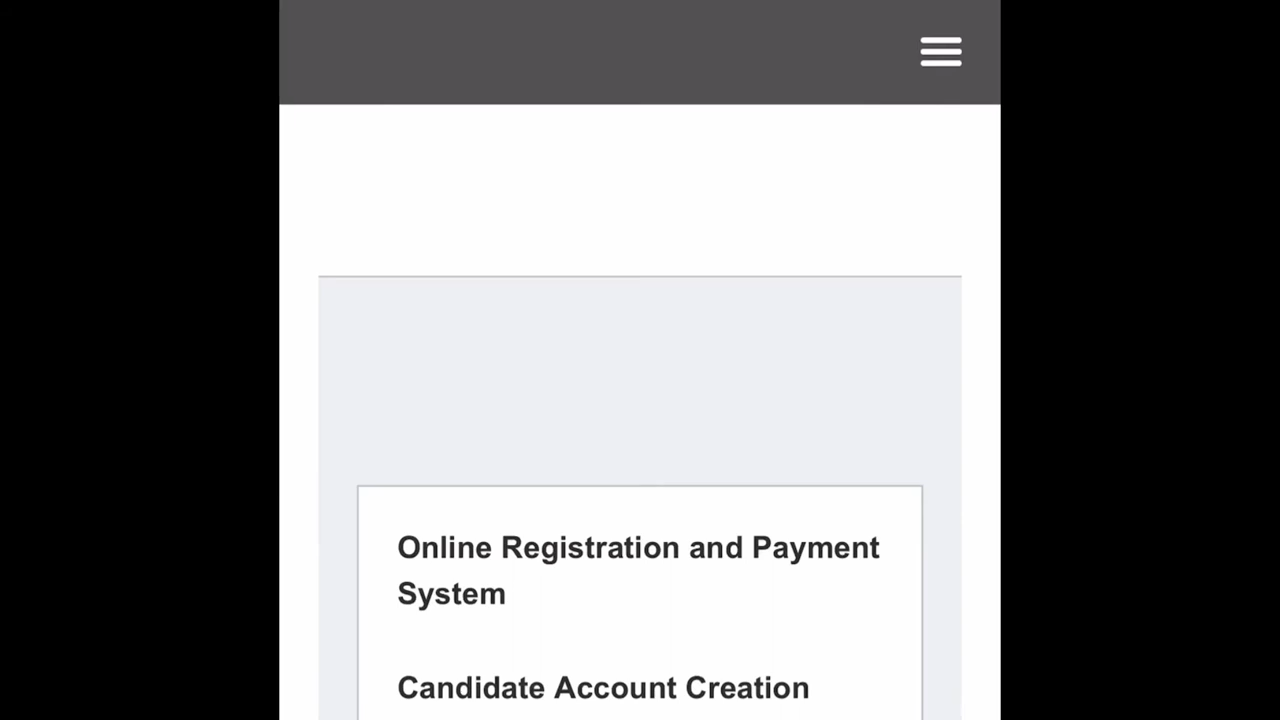 Online Registration and Payment
System
Candidate Account Creation